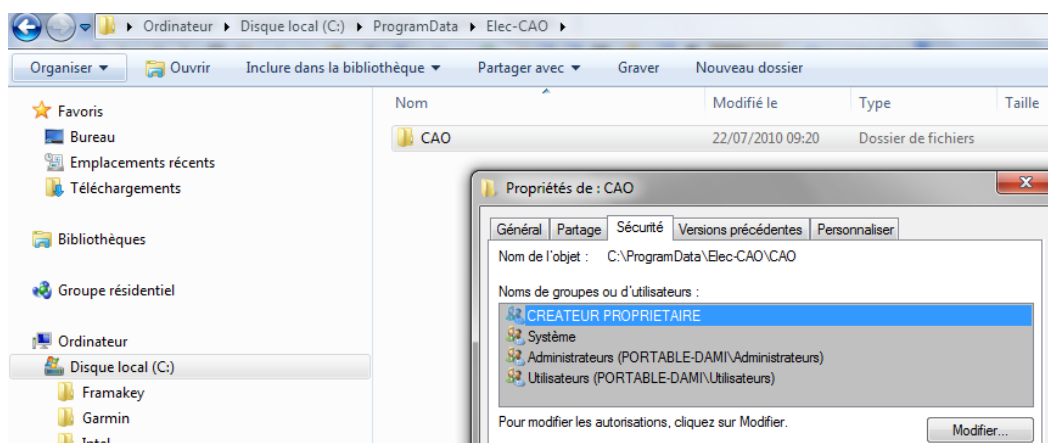 Ordinateur Disque local (C:) ProgramData Elec-CAO
Organiser Ouvrir Inclure dans la bibliothèque Partager avec Graver Nouveau dossier
Favoris
Bureau
Emplacements récents
Téléchargements
Bibliothèques
Groupe résidentiel
Ordinateur
Disque local (C:)
Framakey
Garmin
Intel
Nom Modifié le Type Taille
CAO 22/07/2010 09:20 Dossier de fichiers
Propriétés de : CAO
Général Partage Sécurité Versions précédentes Personnaliser
Nom de l'objet : C:\ProgramData\Elec-CAO\CAO
Noms de groupes ou d'utilisateurs :
CREATEUR PROPRIETAIRE
Système
Administrateurs (PORTABLE-DAMI\Administrateurs)
Utilisateurs (PORTABLE-DAMI\Utilisateurs)
Pour modifier les autorisations, cliquez sur Modifier.
Modifier...